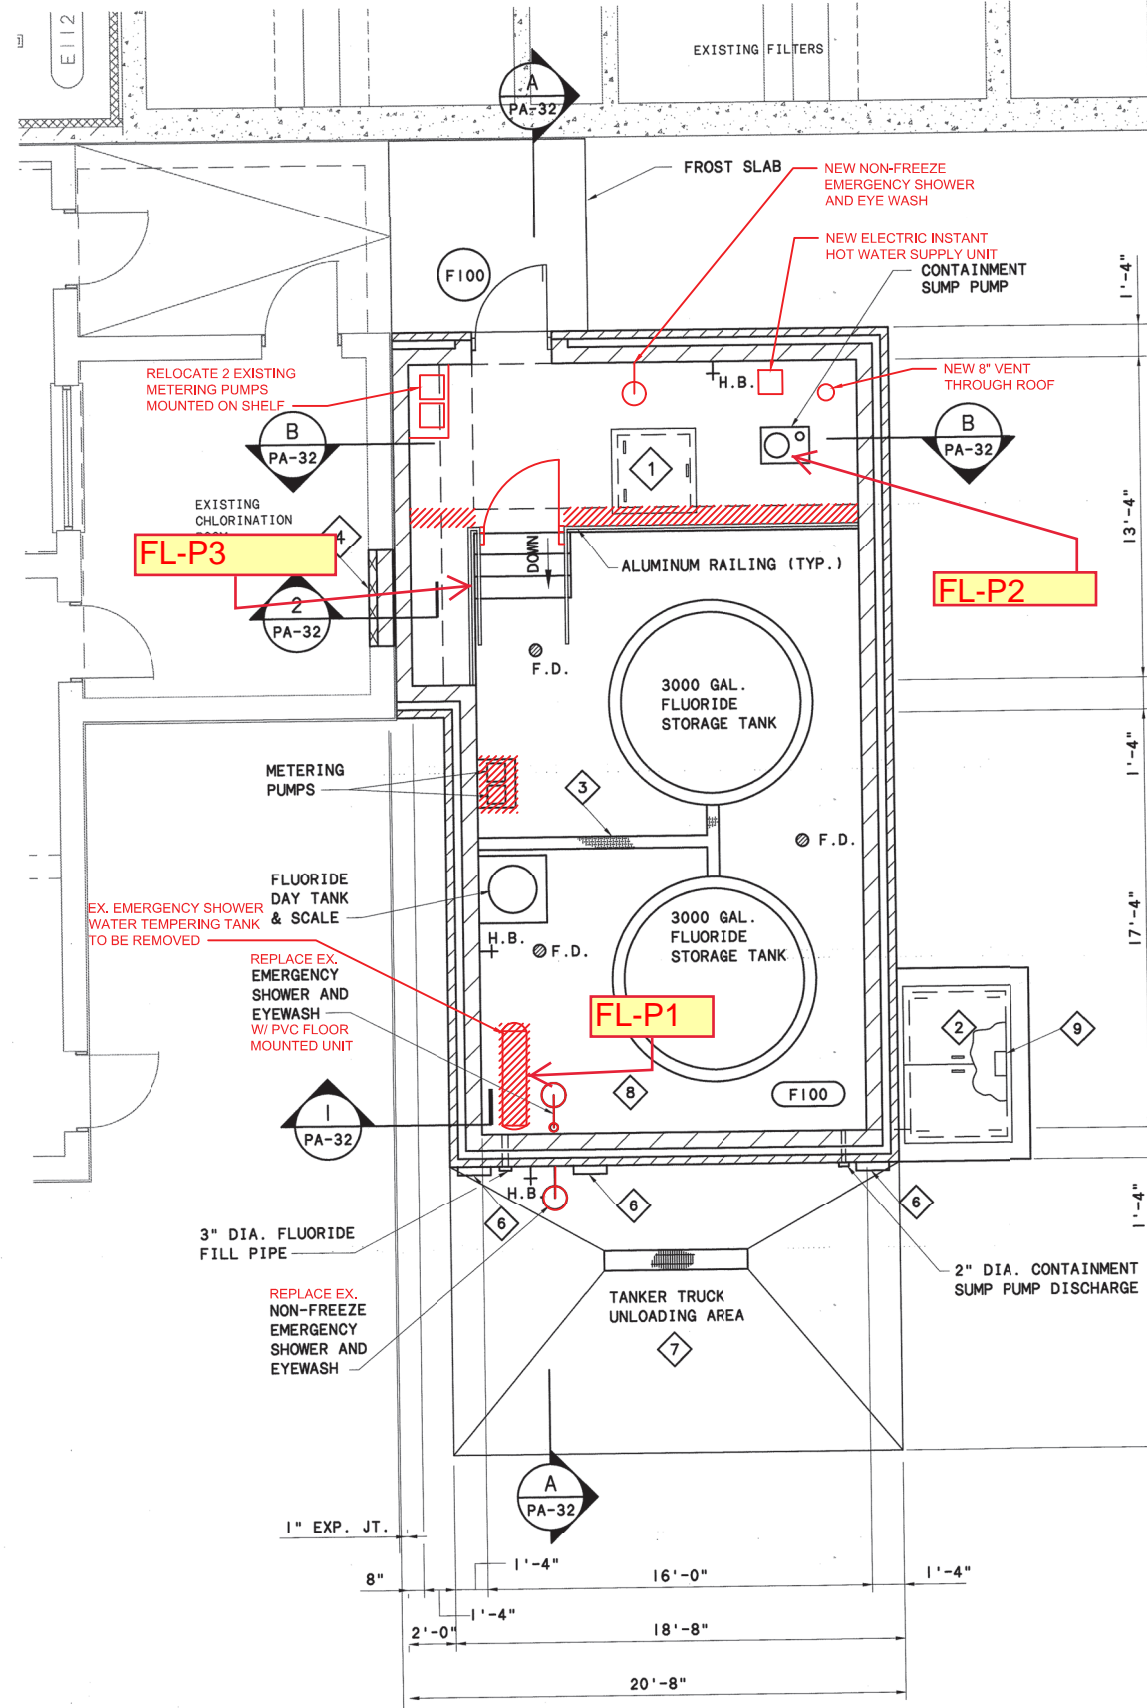 E112
EXISTING FILTERS
A
PA-32
FROST SLAB
NEW NON-FREEZE
EMERGENCY SHOWER
AND EYE WASH
NEW ELECTRIC INSTANT
HOT WATER SUPPLY UNIT
CONTAINMENT
SUMP PUMP
F100
1'-4"
RELOCATE 2 EXISTING
METERING PUMPS
MOUNTED ON SHELF
H.B.
NEW 8" VENT
THROUGH ROOF
B
PA-32
B
PA-32
1
EXISTING
CHLORINATION
4
FL-P3
DOWN
ALUMINUM RAILING (TYP.)
FL-P2
13'-4"
2
PA-32
F.D.
3000 GAL.
FLUORIDE
STORAGE TANK
1'-4"
METERING
PUMPS
3
F.D.
FLUORIDE
DAY TANK
& SCALE
EX. EMERGENCY SHOWER
WATER TEMPERING TANK
TO BE REMOVED
3000 GAL.
FLUORIDE
STORAGE TANK
17'-4"
H.B.
F.D.
REPLACE EX.
EMERGENCY
SHOWER AND
EYEWASH
W/ PVC FLOOR
MOUNTED UNIT
FL-P1
2
9
8
F100
1
PA-32
H.B.
6
6
6
1'-4"
3" DIA. FLUORIDE
FILL PIPE
2" DIA. CONTAINMENT
SUMP PUMP DISCHARGE
REPLACE EX.
NON-FREEZE
EMERGENCY
SHOWER AND
EYEWASH
TANKER TRUCK
UNLOADING AREA
7
A
PA-32
1" EXP. JT.
8"
1'-4"
16'-0"
1'-4"
1'-4"
2'-0"
18'-8"
20'-8"